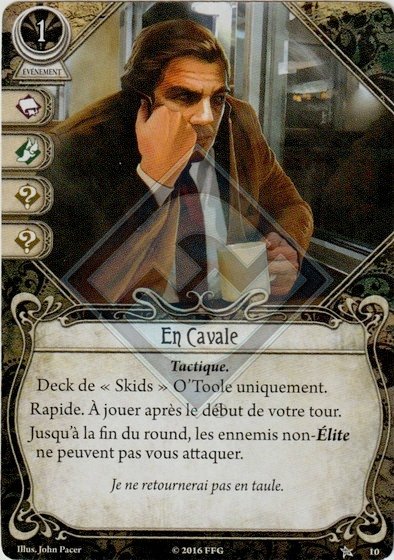 1
ÉVÉNEMENT
?
?
En Cavale
Tactique.
Deck de « Skids » O'Toole uniquement.
Rapide. À jouer après le début de votre tour.
Jusqu'à la fin du round, les ennemis non-Élite
ne peuvent pas vous attaquer.
Je ne retournerai pas en taule.
Illus. John Pacer
© 2016 FFG
10